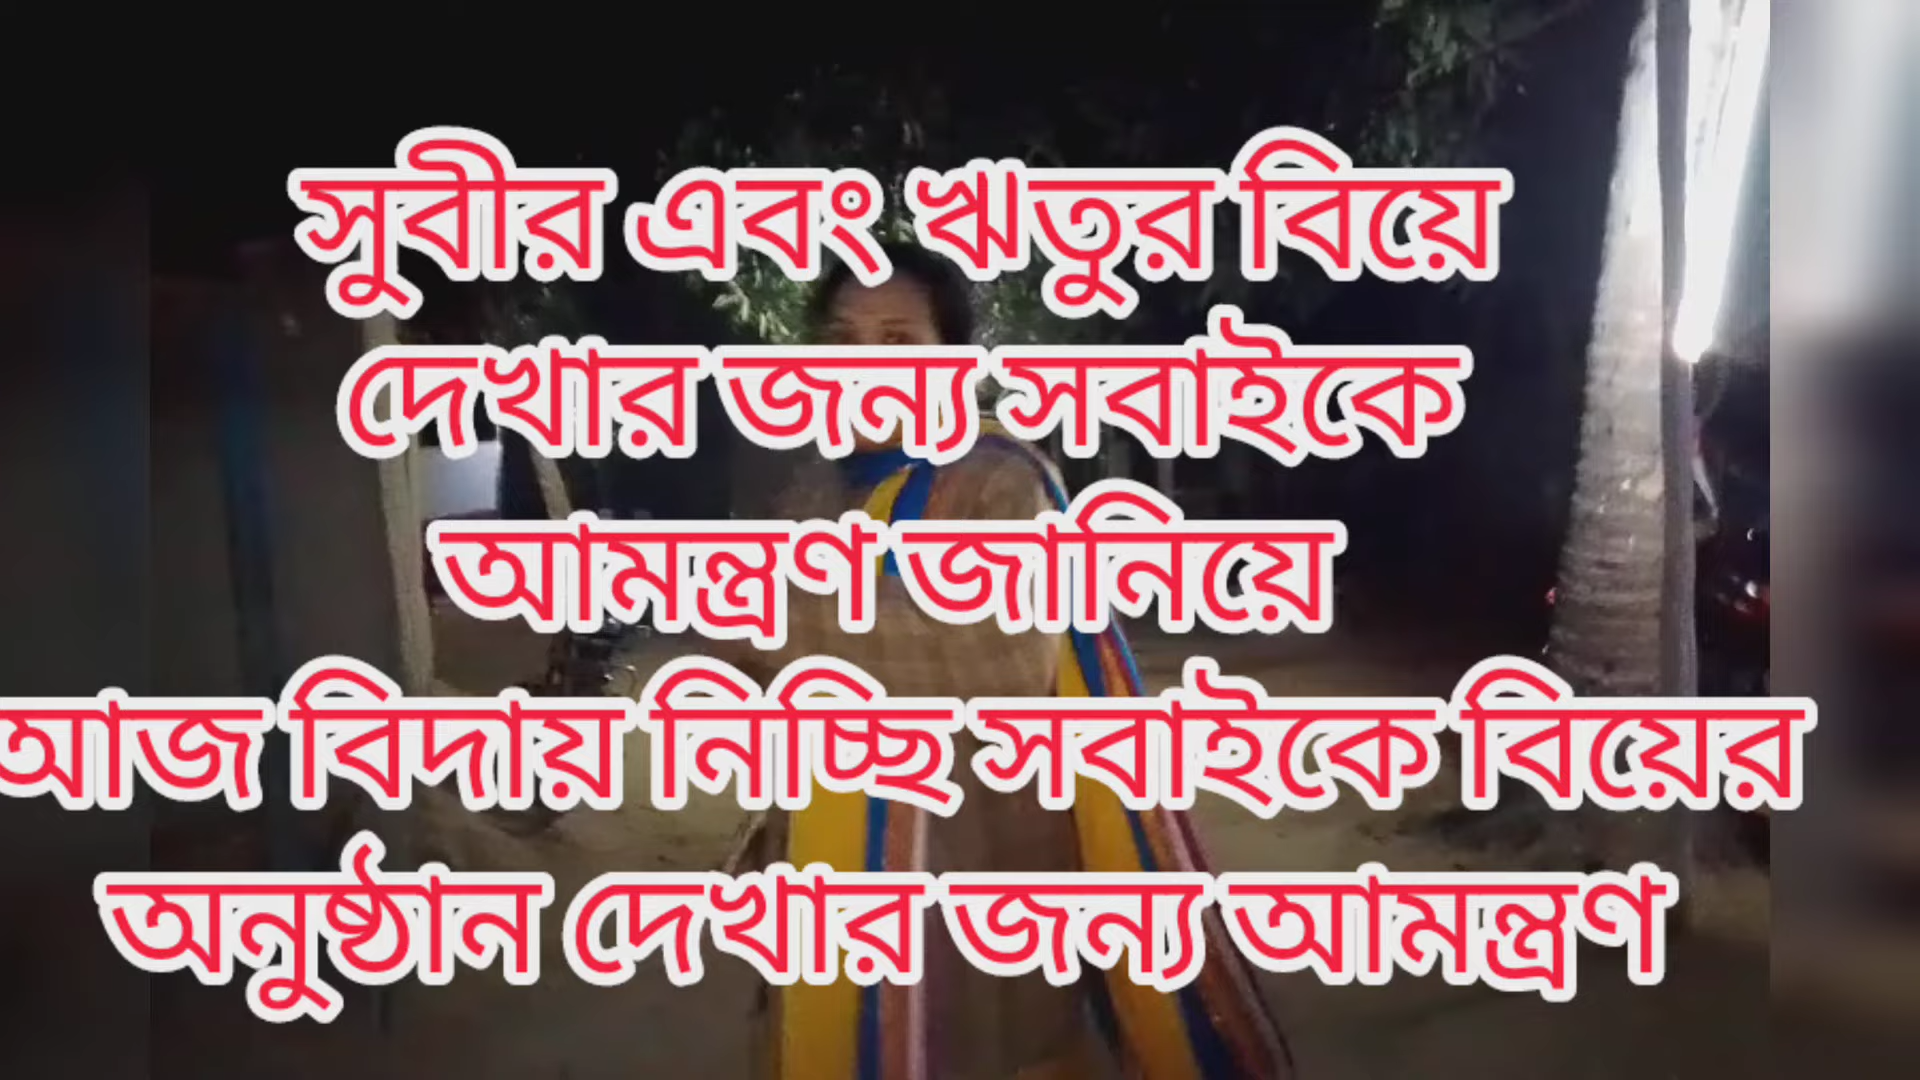 সুবীর এবং ঋতুর বিয়ে
দেখার জন্য সবাইকে
আমন্ত্রণ জানিয়ে
আজ বিদায় নিচ্ছি সবাইকে বিয়ের
অনুষ্ঠান দেখার জন্য আমন্ত্রণ